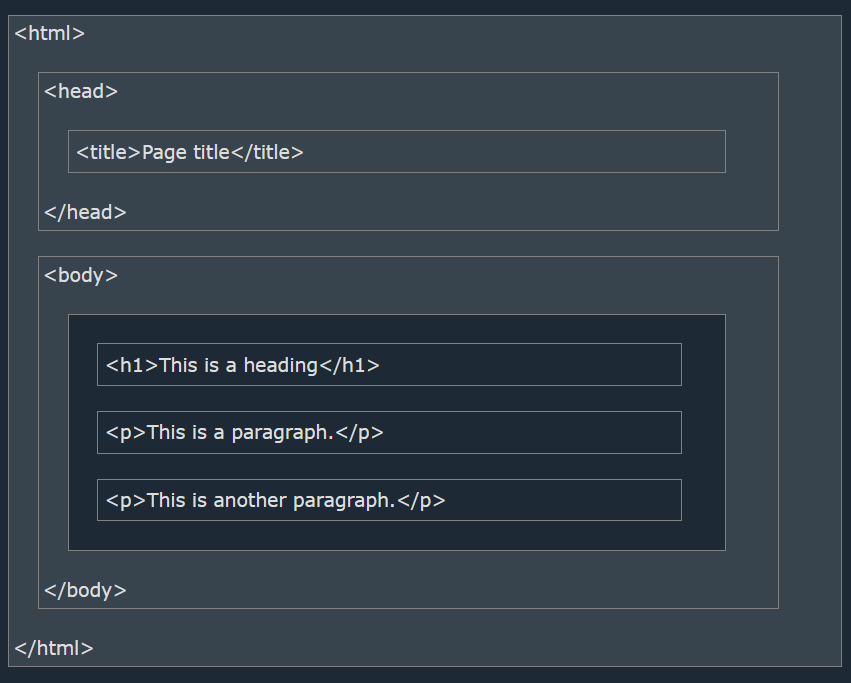 <html>
<head>
<title>Page title</title>
</head>
<body>
<h1>This is a heading</h1>
<p>This is a paragraph.</p>
<p>This is another paragraph.</p>
</body>
</html>